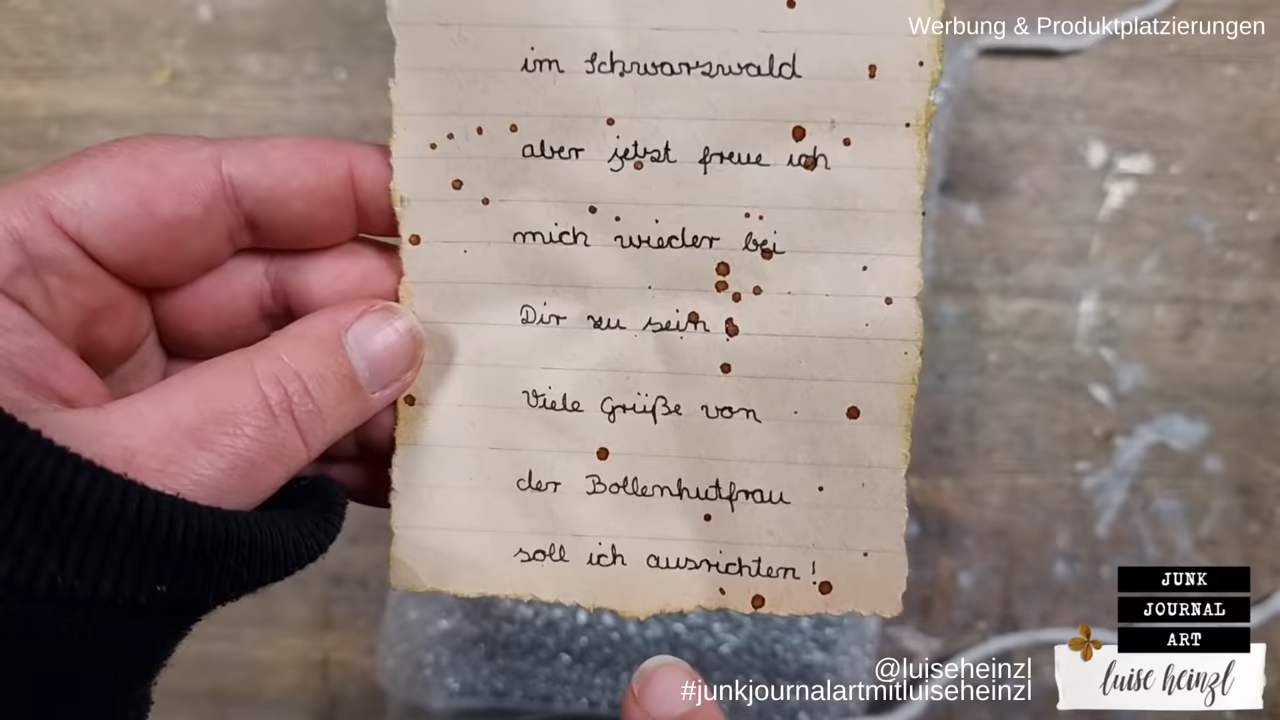 Werbung & Produktplatzierungen
im Schwarzwald
aber jetzt freue ich
mich wieder bei
Dir zu sein
Viele Grüße von
der Bollenhutfrau
soll ich ausrichten!
JUNK
JOURNAL
ART
luise heinzl
@luiseheinzl
#junkjournalartmitluiseheinzl